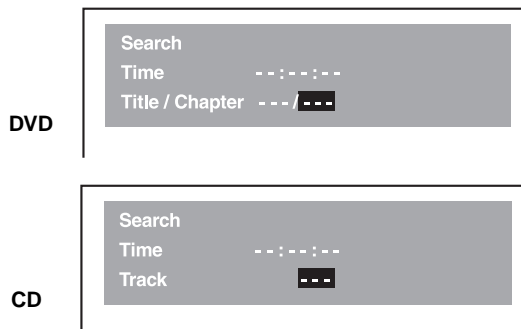 Search
Time --:--:--
Title / Chapter ---/---
DVD
Search
Time --:--:--
Track ---
CD